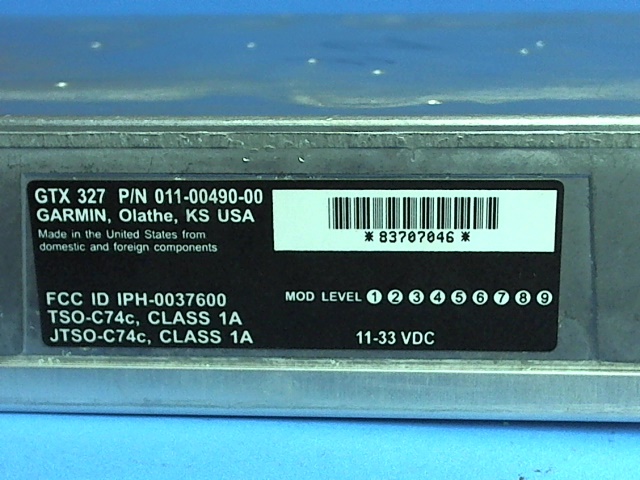 GTX 327 P/N 011-00490-00
GARMIN, Olathe, KS USA
Made in the United States from
domestic and foreign components
*83707046*
FCC ID IPH-0037600
TSO-C74c, CLASS 1A
JTSO-C74c, CLASS 1A
MOD LEVEL 1 2 3 4 5 6 7 8 9
11-33 VDC